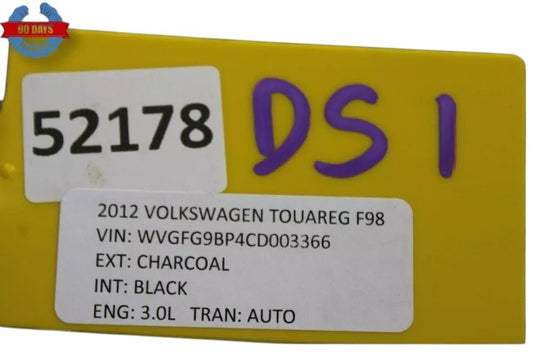 90 DAYS
52178
DS 1
2012 VOLKSWAGEN TOUAREG F98
VIN: WVGFG9BP4CD003366
EXT: CHARCOAL
INT: BLACK
ENG: 3.0L TRAN: AUTO